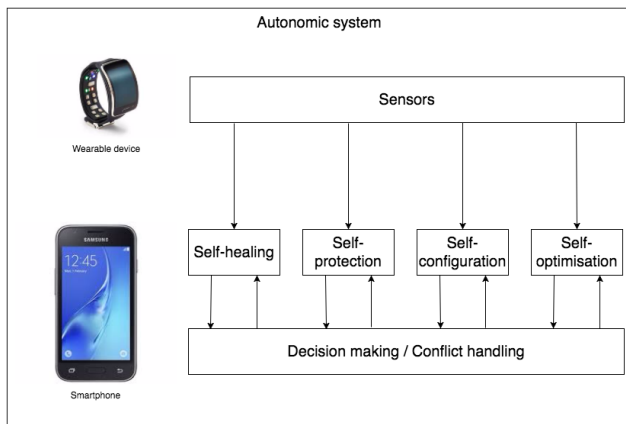 Autonomic system
Sensors
Wearable device
Self-healing
Self-
protection
Self-
configuration
Self-
optimisation
SAMSUNG
12:45
Decision making / Conflict handling
Smartphone